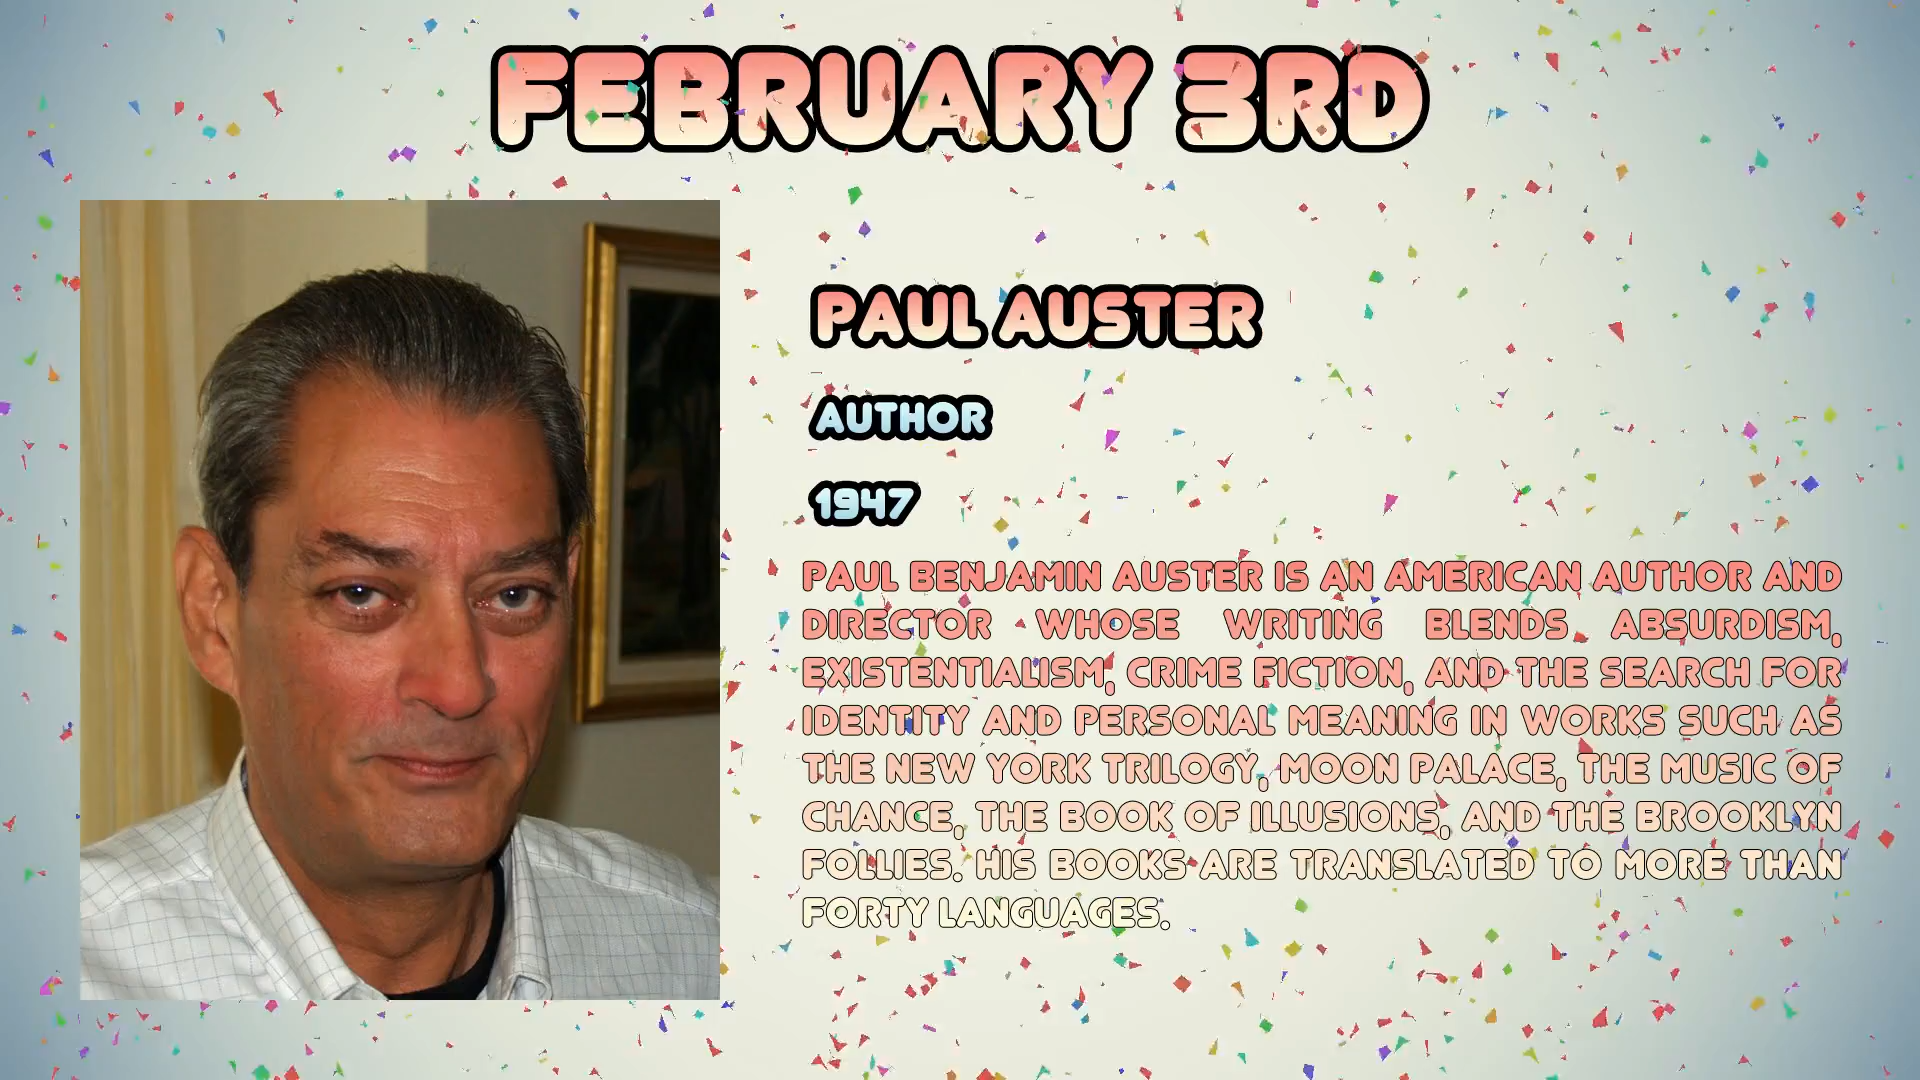 FEBRUARY 3RD
PAUL AUSTER
AUTHOR
1947
PAUL BENJAMIN AUSTER IS AN AMERICAN AUTHOR AND
DIRECTOR WHOSE WRITING BLENDS ABSURDISM,
EXISTENTIALISM, CRIME FICTION, AND THE SEARCH FOR
IDENTITY AND PERSONAL MEANING IN WORKS SUCH AS
THE NEW YORK TRILOGY, MOON PALACE, THE MUSIC OF
CHANCE, THE BOOK OF ILLUSIONS, AND THE BROOKLYN
FOLLIES. HIS BOOKS ARE TRANSLATED TO MORE THAN
FORTY LANGUAGES.